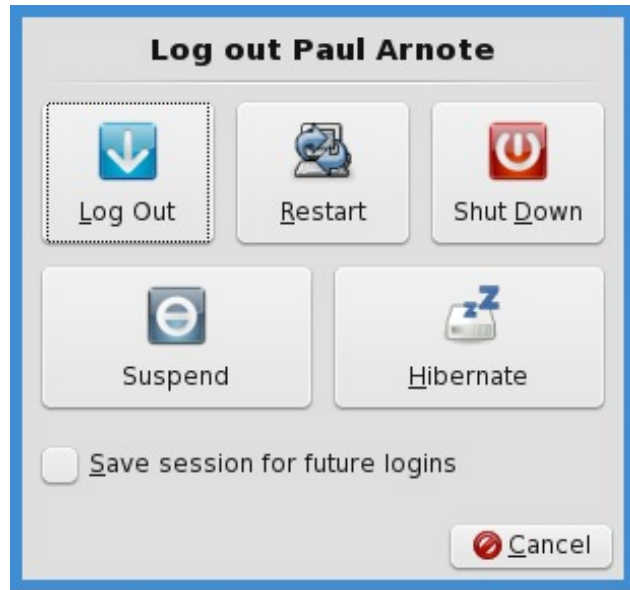 Log out Paul Arnote
Log Out
Restart
Shut Down
Suspend
Hibernate
Save session for future logins
Cancel